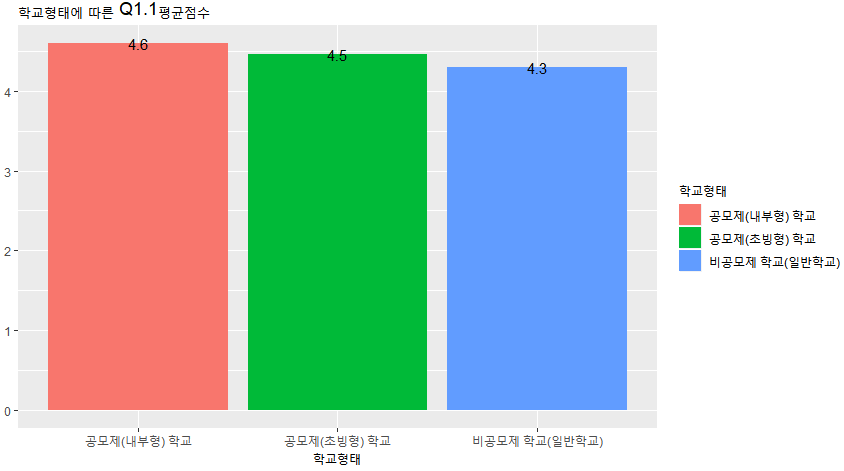 학교형태에 따른 Q1.1평균점수
4.6
4.5
4.3
4
3
2
1
0
공모제(내부형) 학교
공모제(초빙형) 학교
비공모제 학교(일반학교)
학교형태
학교형태
공모제(내부형) 학교
공모제(초빙형) 학교
비공모제 학교(일반학교)